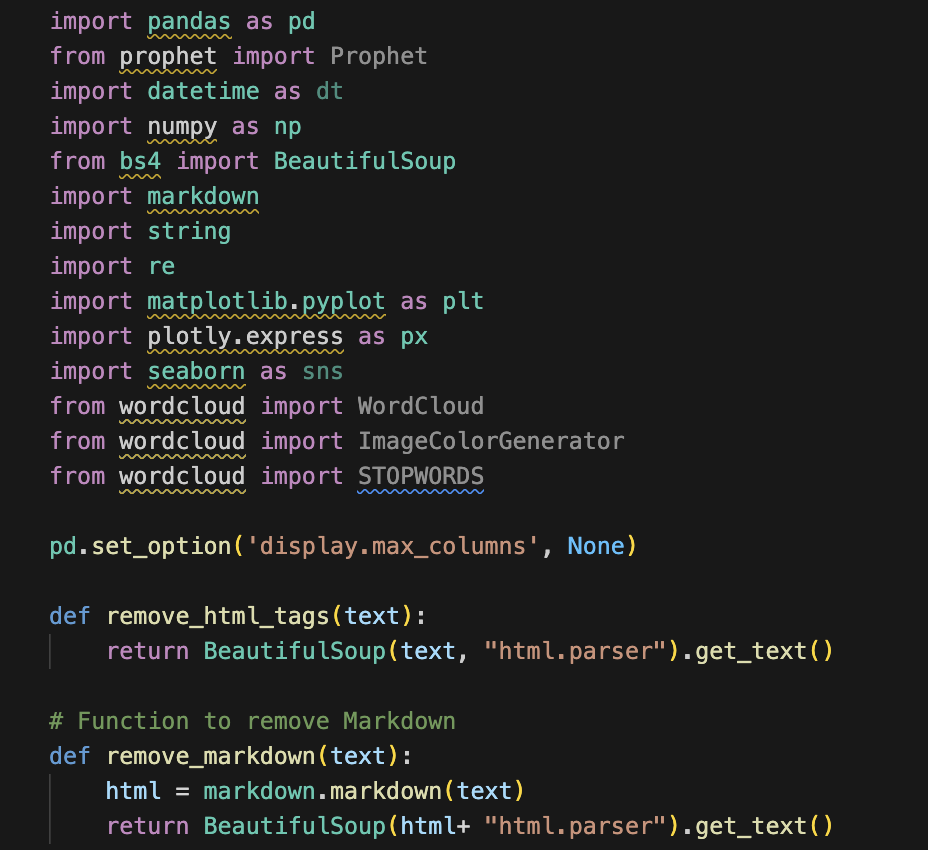 import pandas as pd
from prophet import Prophet
import datetime as dt
import numpy as np
from bs4 import BeautifulSoup
import markdown
import string
import re
import matplotlib.pyplot as plt
import plotly.express as px
import seaborn as sns
from wordcloud import WordCloud
from wordcloud import ImageColorGenerator
from wordcloud import STOPWORDS

pd.set_option('display.max_columns', None)

def remove_html_tags(text):
    return BeautifulSoup(text, "html.parser").get_text()

# Function to remove Markdown
def remove_markdown(text):
    html = markdown.markdown(text)
    return BeautifulSoup(html+ "html.parser").get_text()